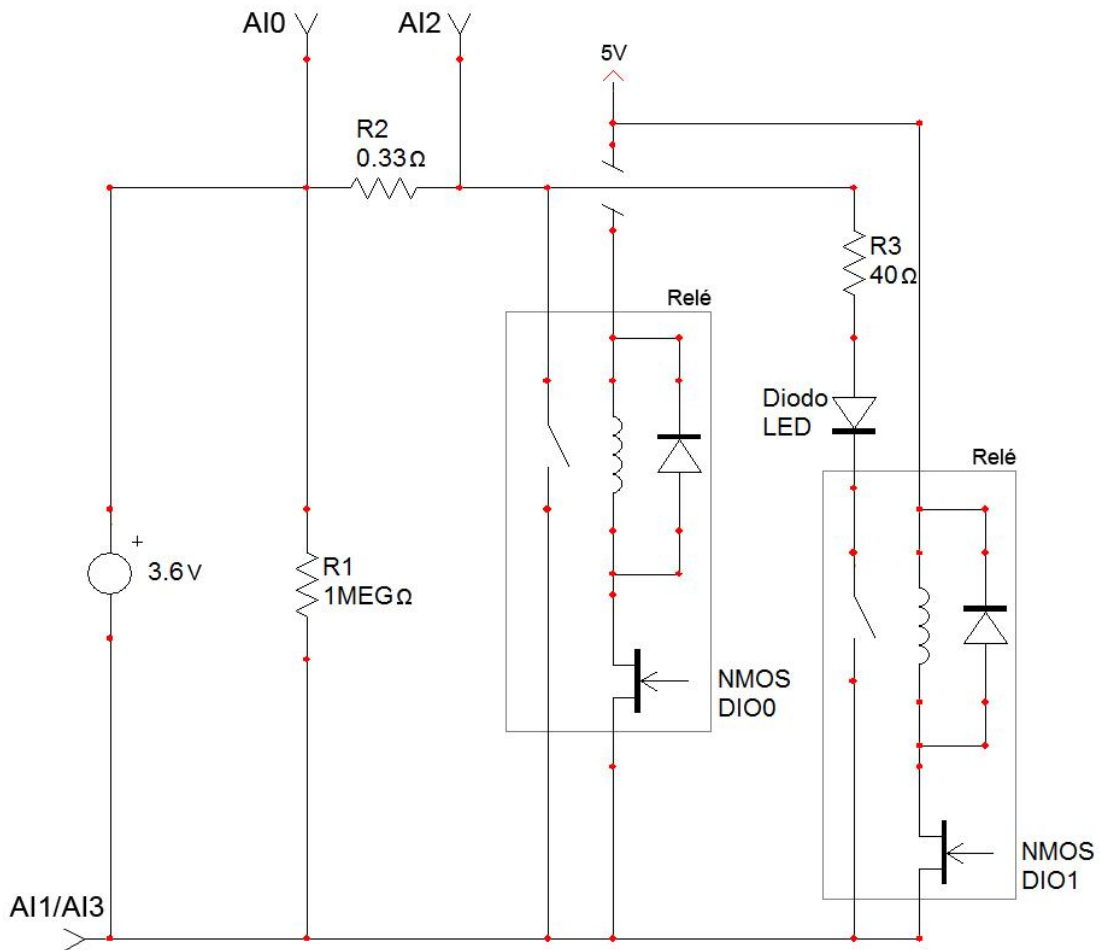 AI0
AI2
5V
R2
0.33Ω
R3
40Ω
Relé
Diodo
LED
Relé
+
3.6V
R1
1MEGΩ
NMOS
DIO0
NMOS
DIO1
AI1/AI3